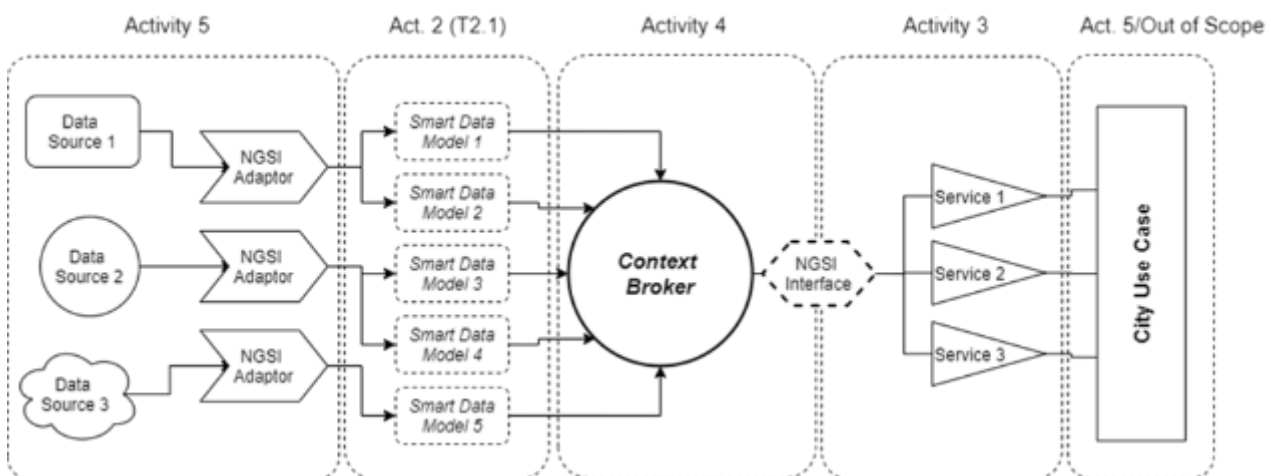 Activity 5
Act. 2 (T2.1)
Activity 4
Activity 3
Act. 5/Out of Scope
Data
Source 1
NGSI
Adaptor
Smart Data
Model 1
Smart Data
Model 2
Data
Source 2
NGSI
Adaptor
Smart Data
Model 3
Smart Data
Model 4
Data
Source 3
NGSI
Adaptor
Smart Data
Model 5
Context
Broker
NGSI
Interface
Service 1
Service 2
Service 3
City Use Case